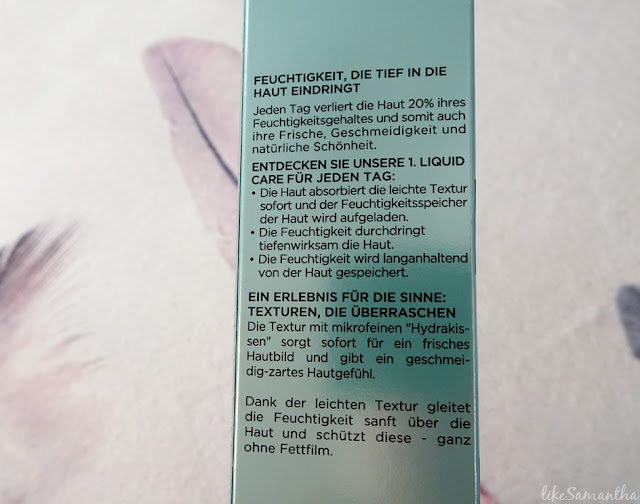 FEUCHTIGKEIT, DIE TIEF IN DIE
HAUT EINDRINGT
Jeden Tag verliert die Haut 20% ihres
Feuchtigkeitsgehaltes und somit auch
ihre Frische, Geschmeidigkeit und
natürliche Schönheit.
ENTDECKEN SIE UNSERE 1. LIQUID
CARE FÜR JEDEN TAG:
• Die Haut absorbiert die leichte Textur
sofort und der Feuchtigkeitsspeicher
der Haut wird aufgeladen.
• Die Feuchtigkeit durchdringt
tiefenwirksam die Haut.
• Die Feuchtigkeit wird langanhaltend
von der Haut gespeichert.
EIN ERLEBNIS FÜR DIE SINNE:
TEXTUREN, DIE ÜBERRASCHEN
Die Textur mit mikrofeinen "Hydrakis-
sen" sorgt sofort für ein frisches
Hautbild und gibt ein geschmei-
dig-zartes Hautgefühl.
Dank der leichten Textur gleitet
die Feuchtigkeit sanft über die
Haut und schützt diese - ganz
ohne Fettfilm.
likeSamantha